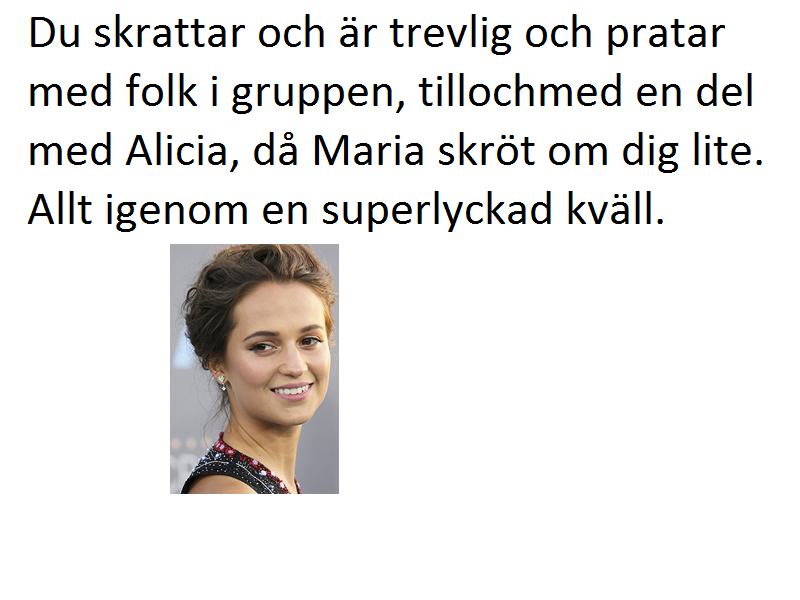 Du skrattar och är trevlig och pratar
med folk i gruppen, tillochmed en del
med Alicia, då Maria skröt om dig lite.
Allt igenom en superlyckad kväll.